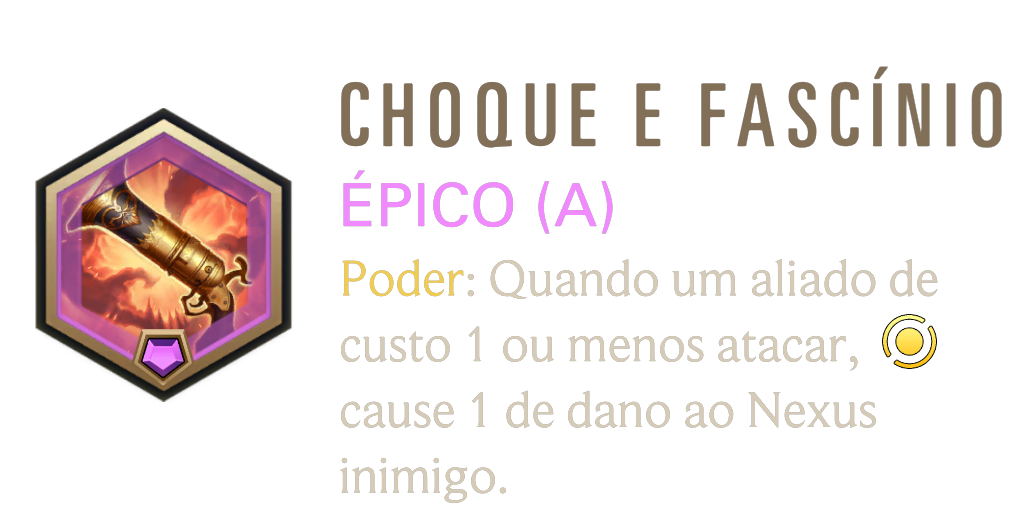 CHOQUE E FASCÍNIO
ÉPICO (A)
Poder: Quando um aliado de
custo 1 ou menos atacar,
cause 1 de dano ao Nexus
inimigo.